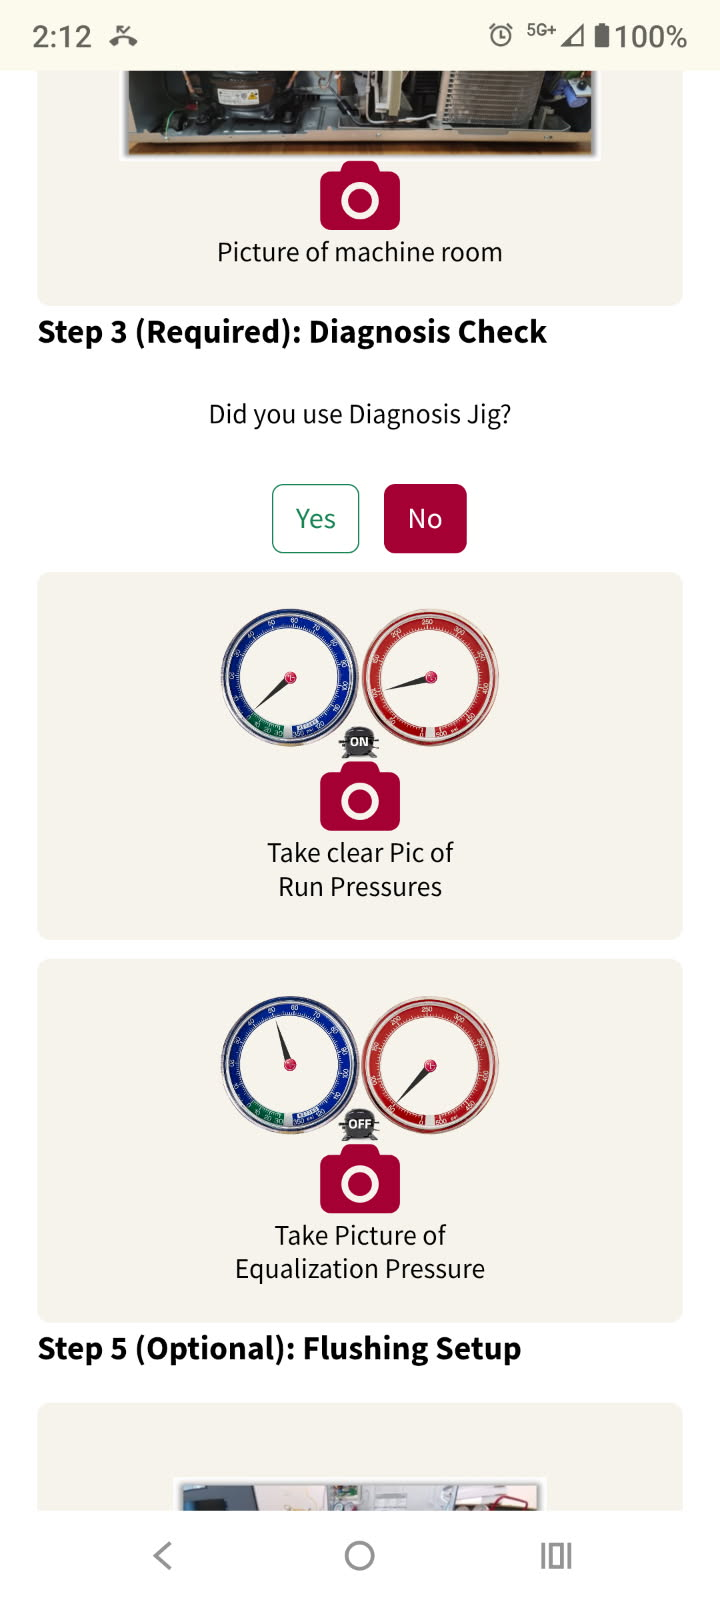 2:12
5G+
100%
Picture of machine room
Step 3 (Required): Diagnosis Check
Did you use Diagnosis Jig?
Yes
No
ON
Take clear Pic of
Run Pressures
OFF
Take Picture of
Equalization Pressure
Step 5 (Optional): Flushing Setup